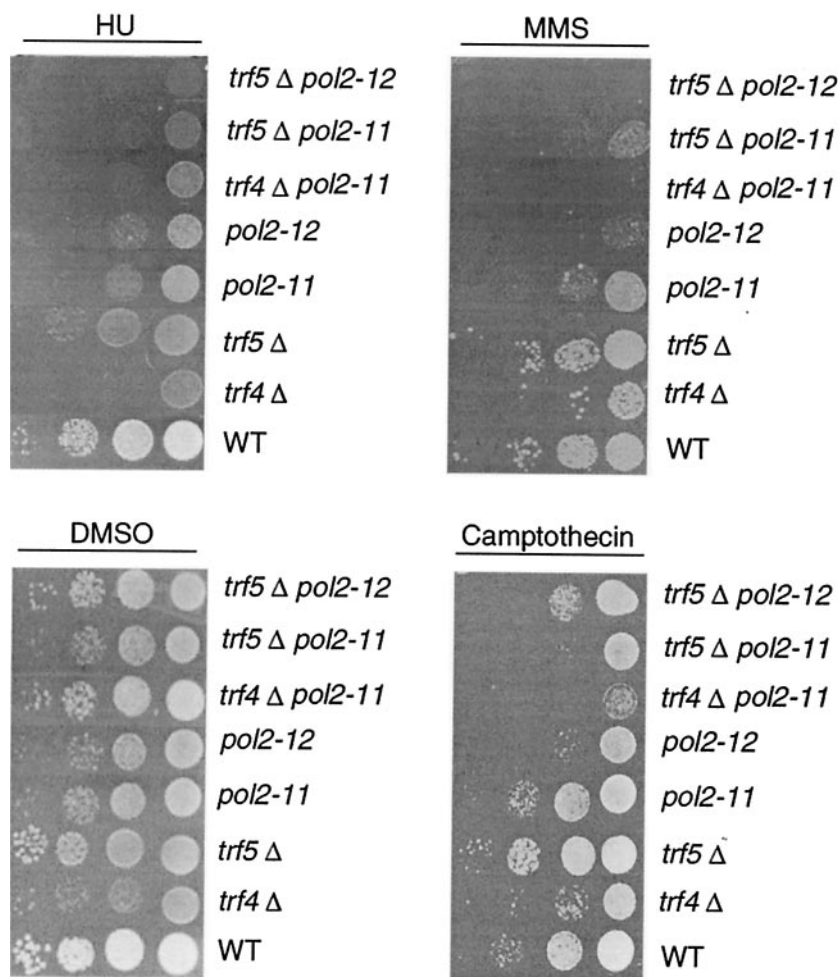 HU
trf5 Δ pol2-12
trf5 Δ pol2-11
trf4 Δ pol2-11
pol2-12
pol2-11
trf5 Δ
trf4 Δ
WT
MMS
trf5 Δ pol2-12
trf5 Δ pol2-11
trf4 Δ pol2-11
pol2-12
pol2-11
trf5 Δ
trf4 Δ
WT
DMSO
trf5 Δ pol2-12
trf5 Δ pol2-11
trf4 Δ pol2-11
pol2-12
pol2-11
trf5 Δ
trf4 Δ
WT
Camptothecin
trf5 Δ pol2-12
trf5 Δ pol2-11
trf4 Δ pol2-11
pol2-12
pol2-11
trf5 Δ
trf4 Δ
WT